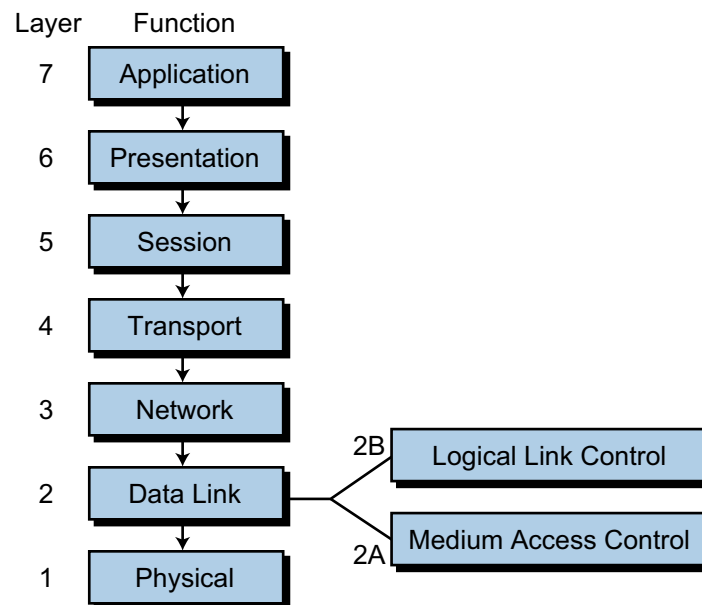 Layer Function
7 Application
6 Presentation
5 Session
4 Transport
3 Network
2B Logical Link Control
2 Data Link
2A Medium Access Control
1 Physical